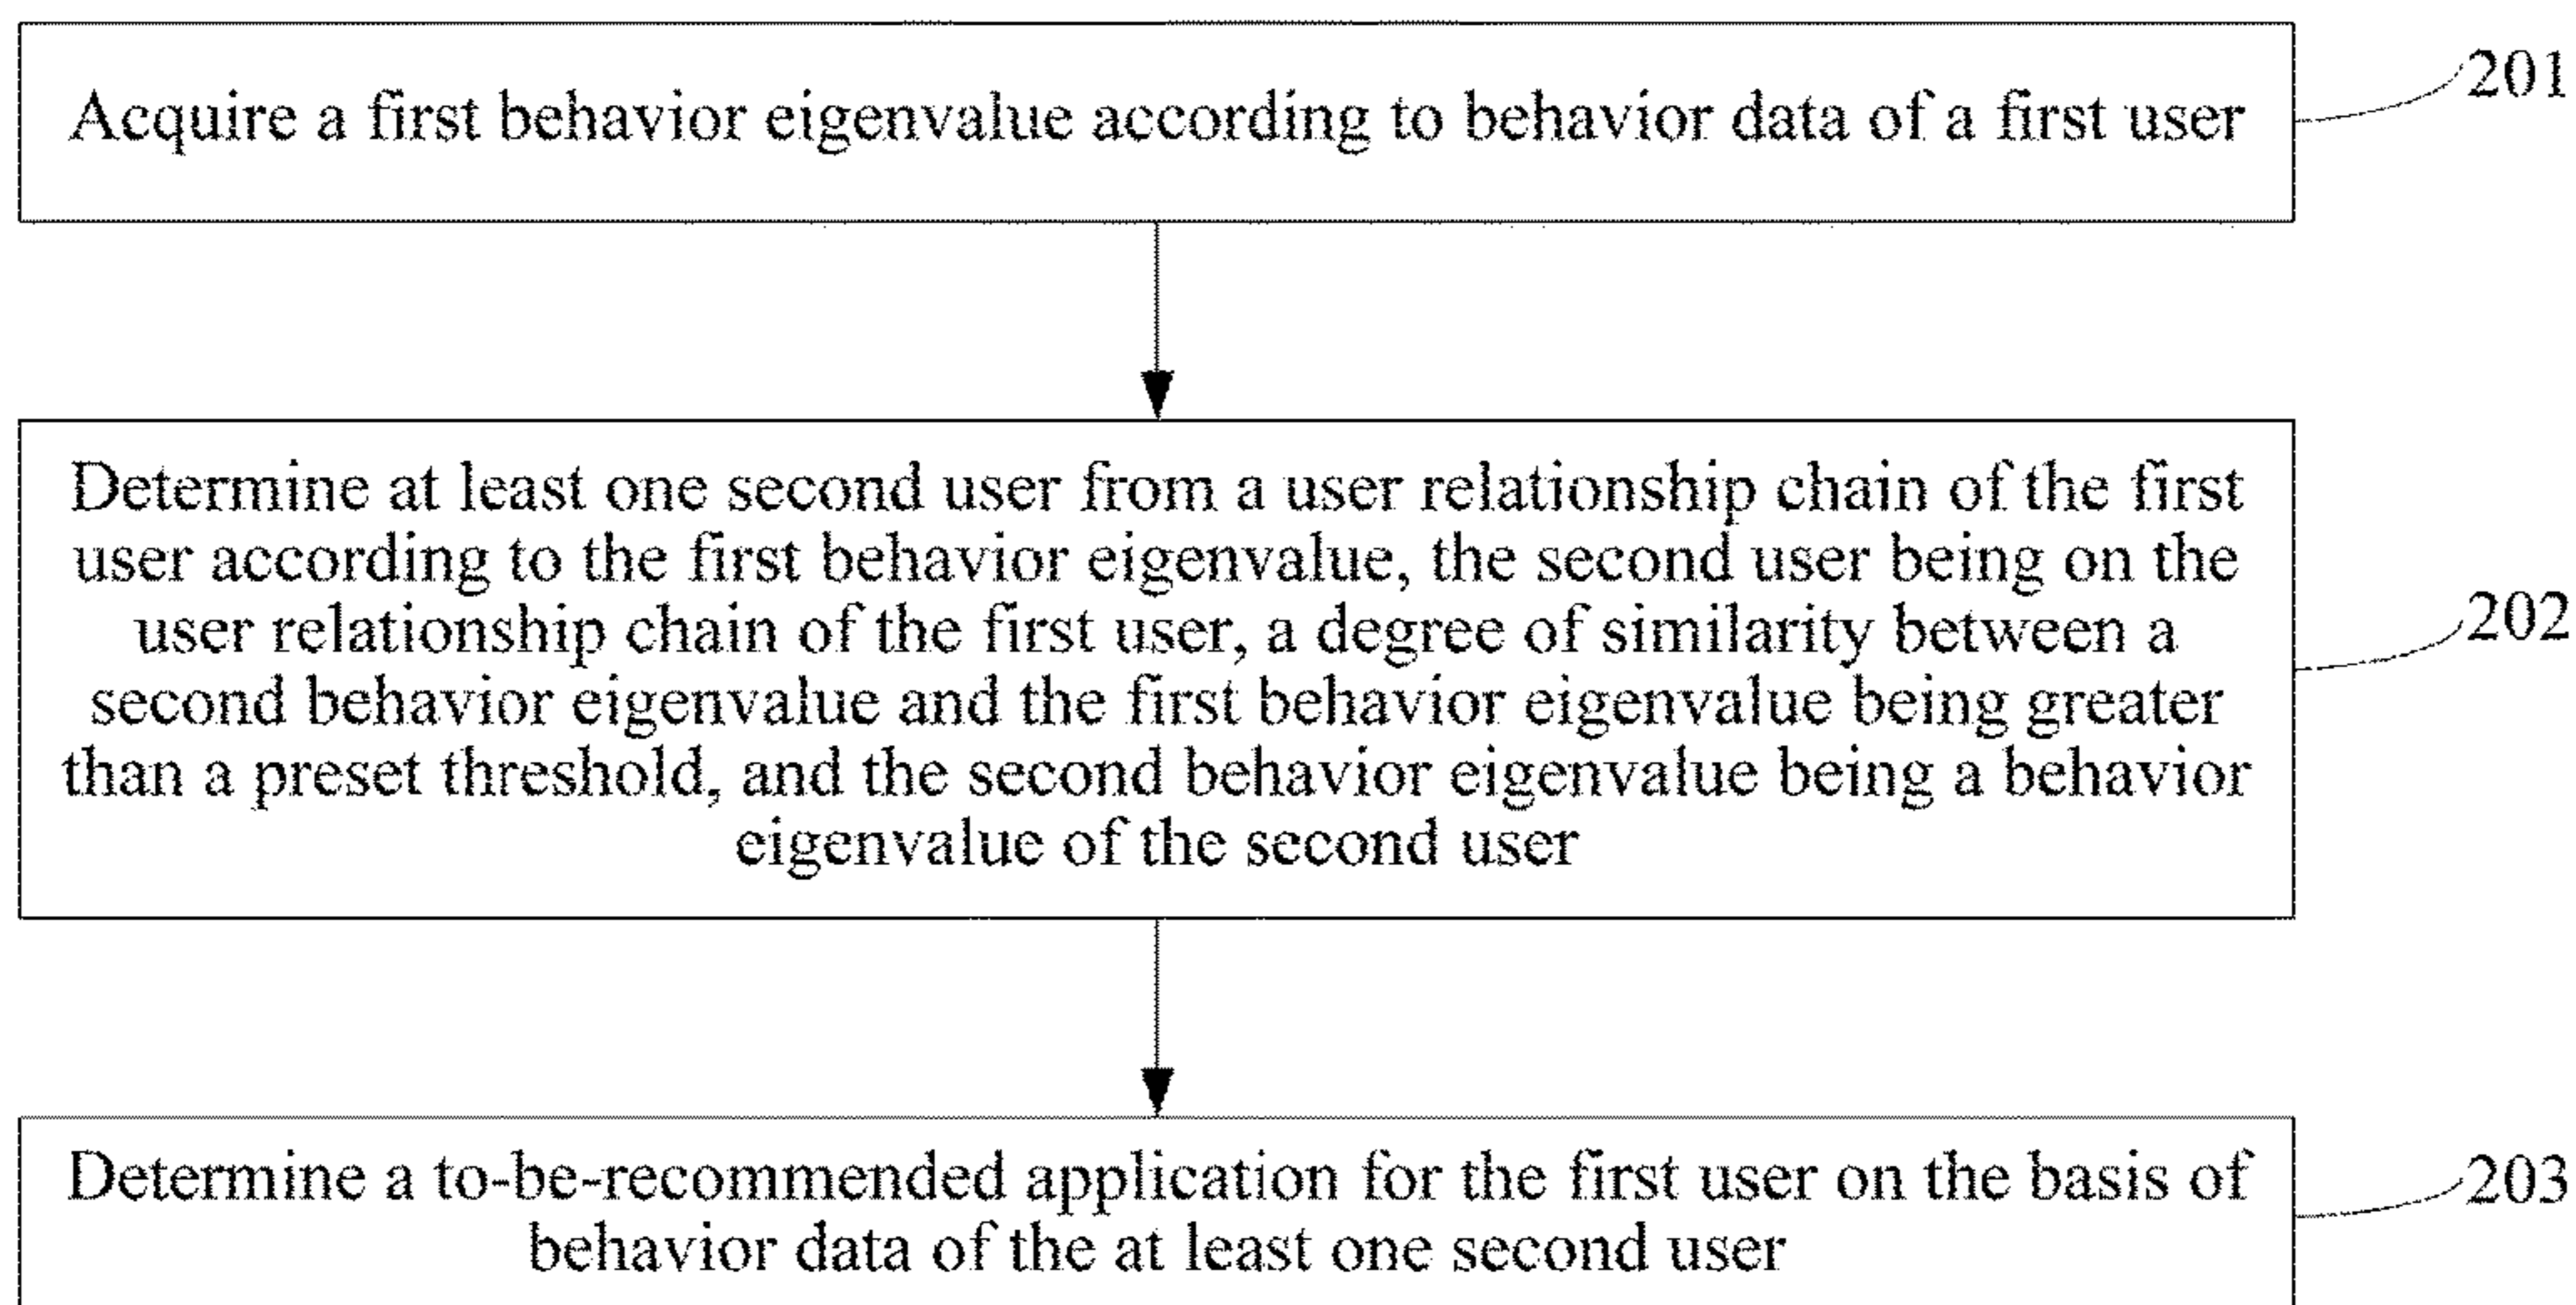 Acquire a first behavior eigenvalue according to behavior data of a first user
201
Determine at least one second user from a user relationship chain of the first
user according to the first behavior eigenvalue, the second user being on the
user relationship chain of the first user, a degree of similarity between a
second behavior eigenvalue and the first behavior eigenvalue being greater
than a preset threshold, and the second behavior eigenvalue being a behavior
eigenvalue of the second user
202
Determine a to-be-recommended application for the first user on the basis of
behavior data of the at least one second user
203